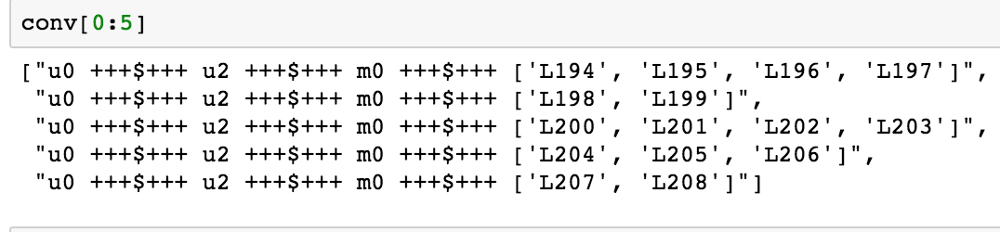 conv[0:5]
["u0 +++$+++ u2 +++$+++ m0 +++$+++ ['L194', 'L195', 'L196', 'L197']",
"u0 +++$+++ u2 +++$+++ m0 +++$+++ ['L198', 'L199']",
"u0 +++$+++ u2 +++$+++ m0 +++$+++ ['L200', 'L201', 'L202', 'L203']",
"u0 +++$+++ u2 +++$+++ m0 +++$+++ ['L204', 'L205', 'L206']",
"u0 +++$+++ u2 +++$+++ m0 +++$+++ ['L207', 'L208']"]